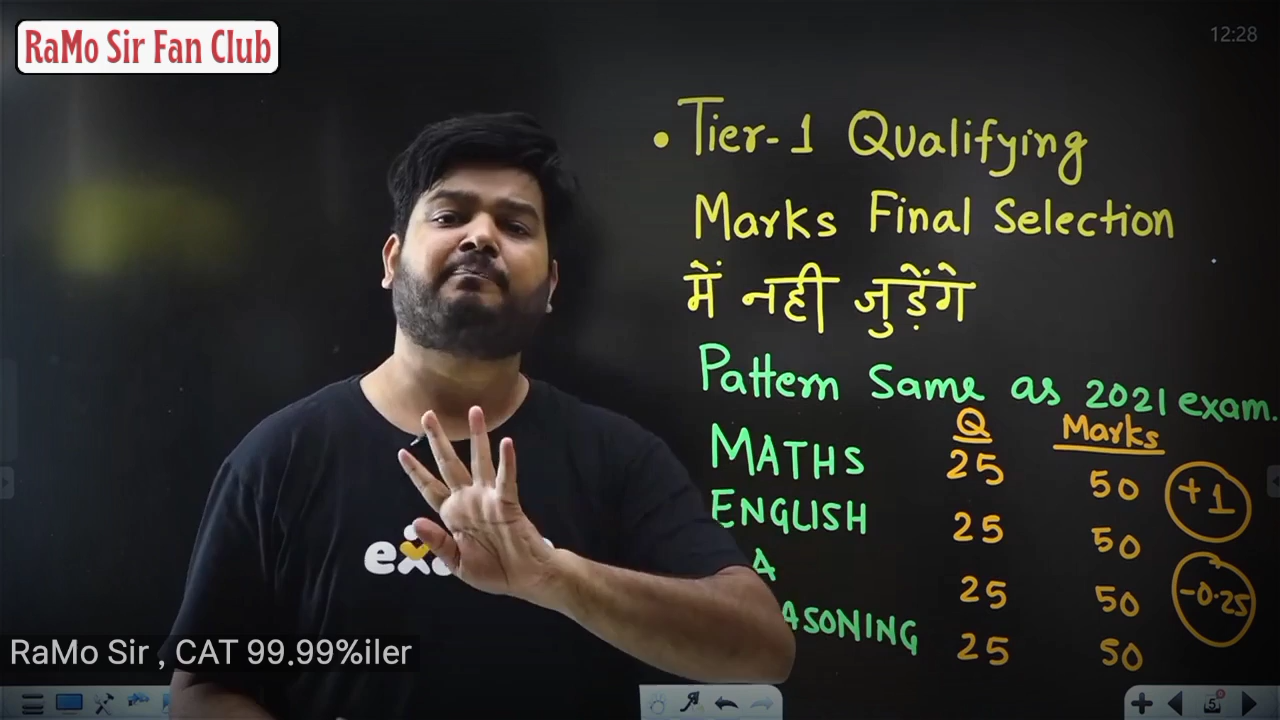 RaMo Sir Fan Club
12:28
• Tier-1 Qualifying
Marks Final Selection
में नही जुड़ेंगे
Pattern Same as 2021 exam.
Q Marks
MATHS 25 50 +1
ENGLISH 25 50
A 25 50 -0.25
ASONING 25 50
RaMo Sir , CAT 99.99%iler
5